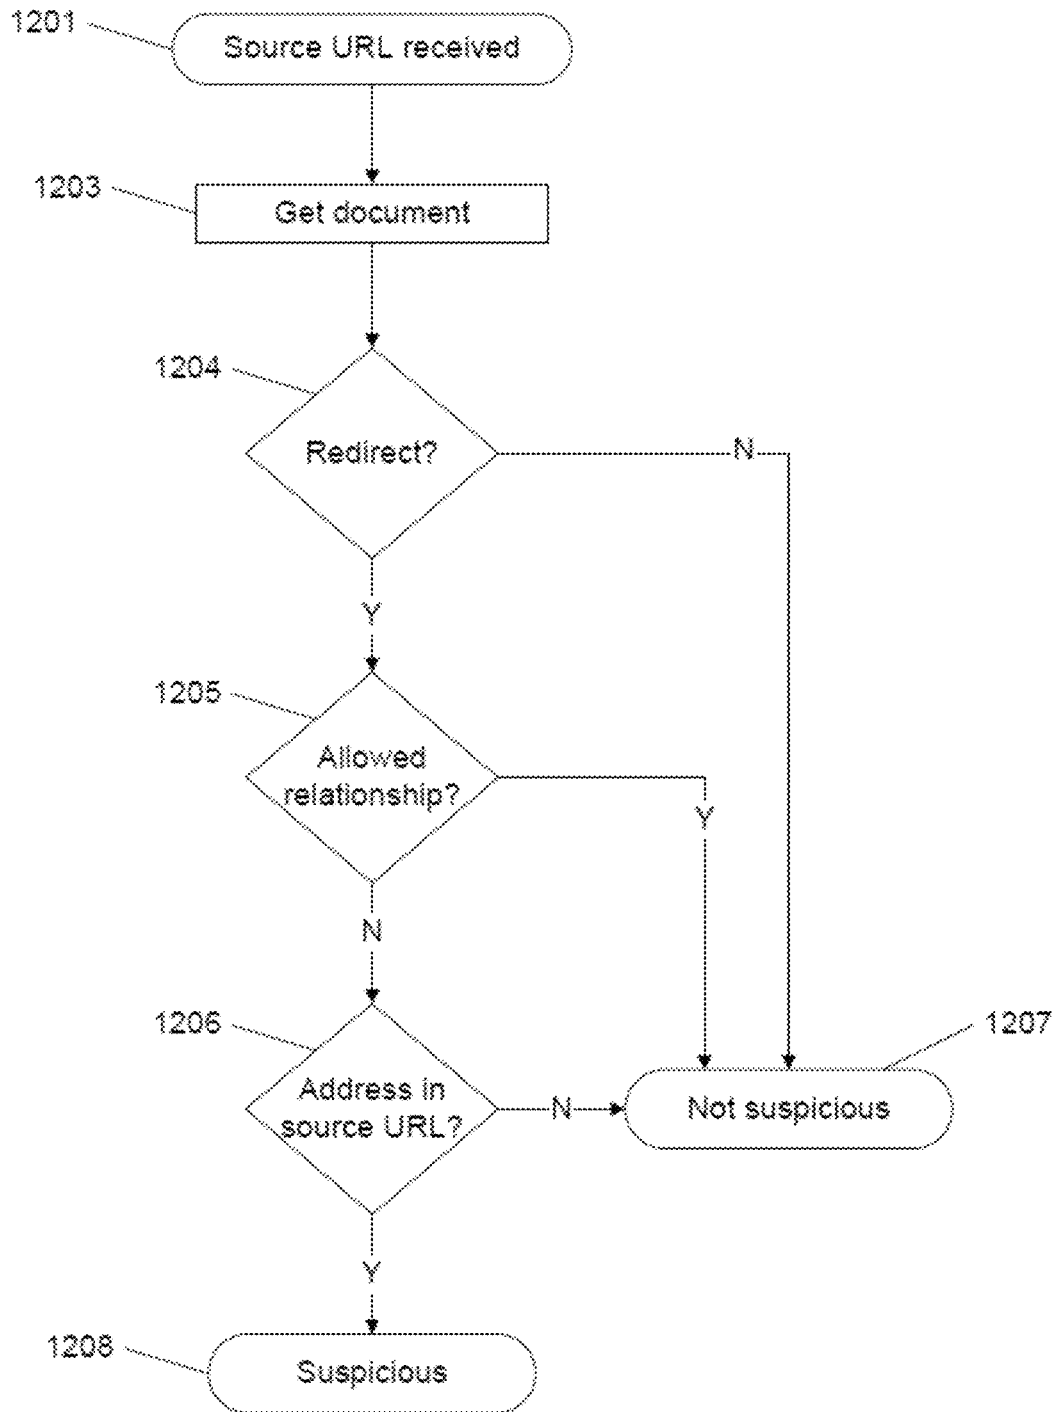 1201
Source URL received
1203
Get document
1204
Redirect?
N
Y
1205
Allowed
relationship?
Y
N
1206
Address in
source URL?
N
1207
Not suspicious
Y
1208
Suspicious